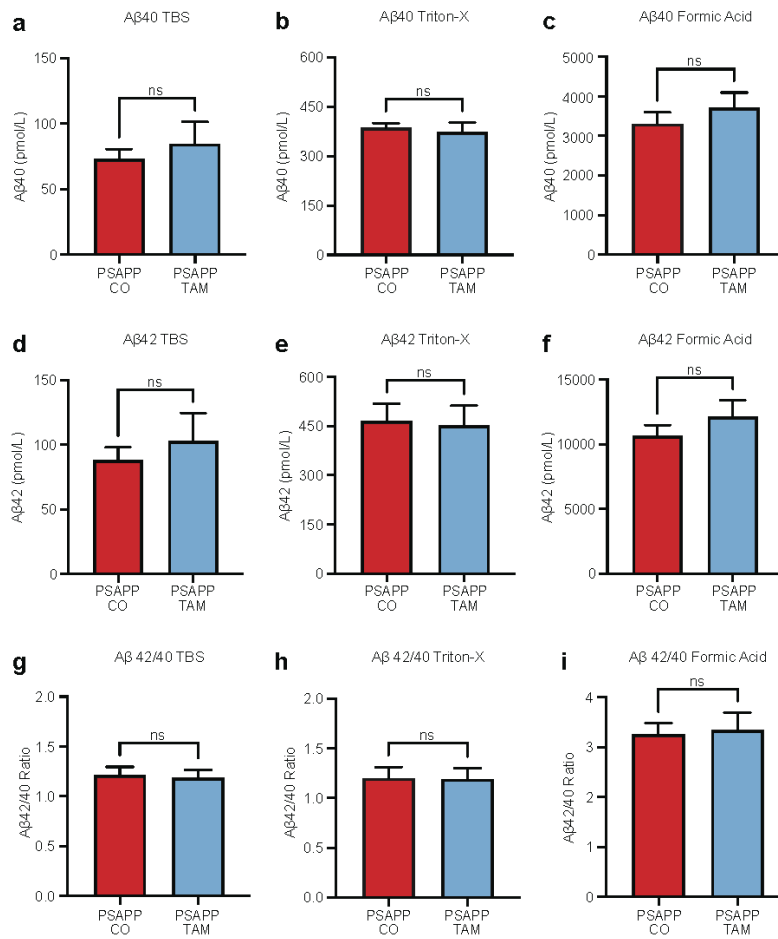 a
Aβ40 TBS
Aβ40 (pmol/L)
150
100
50
0
ns
PSAPP
CO
PSAPP
TAM
b
Aβ40 Triton-X
Aβ40 (pmol/L)
600
450
300
150
0
ns
PSAPP
CO
PSAPP
TAM
c
Aβ40 Formic Acid
Aβ40 (pmol/L)
5000
4000
3000
2000
1000
0
ns
PSAPP
CO
PSAPP
TAM
d
Aβ42 TBS
Aβ42 (pmol/L)
150
100
50
0
ns
PSAPP
CO
PSAPP
TAM
e
Aβ42 Triton-X
Aβ42 (pmol/L)
600
450
300
150
0
ns
PSAPP
CO
PSAPP
TAM
f
Aβ42 Formic Acid
Aβ42 (pmol/L)
15000
10000
5000
0
ns
PSAPP
CO
PSAPP
TAM
g
Aβ 42/40 TBS
Aβ42/40 Ratio
2.0
1.5
1.0
0.5
0.0
ns
PSAPP
CO
PSAPP
TAM
h
Aβ 42/40 Triton-X
Aβ42/40 Ratio
2.0
1.5
1.0
0.5
0.0
ns
PSAPP
CO
PSAPP
TAM
i
Aβ 42/40 Formic Acid
Aβ42/40 Ratio
4
3
2
1
0
ns
PSAPP
CO
PSAPP
TAM